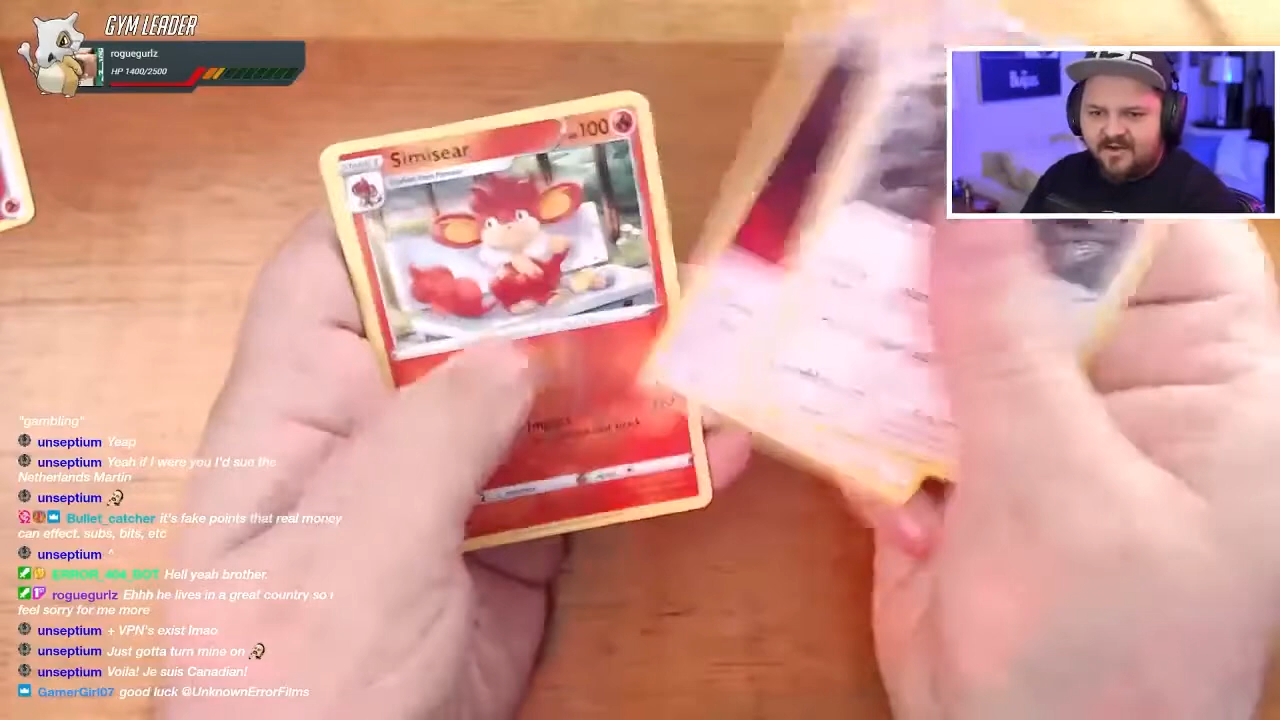 GYM LEADER
roguegurlz
HP 1400/2500
Simisear
100
"gambling"
unseptium Yeap
unseptium Yeah if I were you I'd sun the
Netherlands Martin
unseptium
Bullet_catcher it's fake points that real money
can effect. subs, bits, etc
unseptium ^
ERROR_404_BOT Hell yeah brother.
roguegurlz Ehhh he lives in a great country so i
feel sorry for me more
unseptium + VPN's exist lmao
unseptium Just gotta turn mine on
unseptium Voila! Je suis Canadian!
GamerGirl07 good luck @UnknownErrorFilms